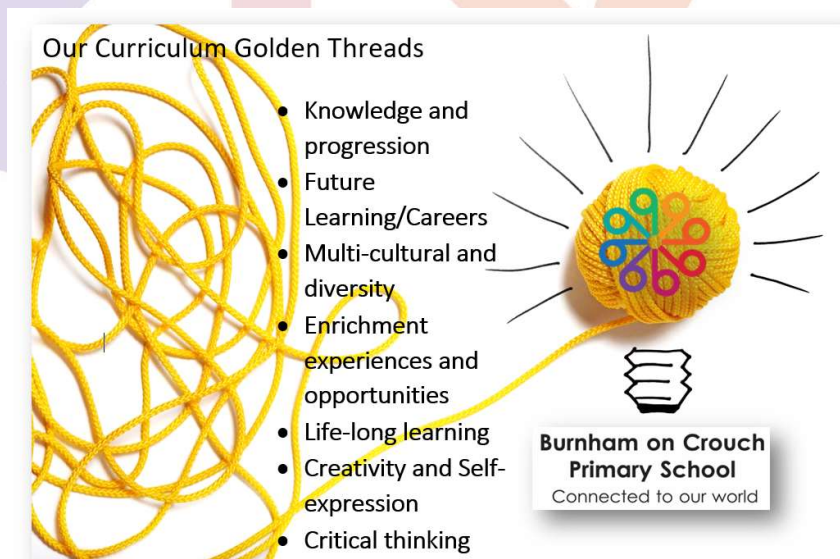 Our Curriculum Golden Threads
• Knowledge and
progression
• Future
Learning/Careers
• Multi-cultural and
diversity
• Enrichment
experiences and
opportunities
• Life-long learning
• Creativity and Self-
expression
• Critical thinking
Burnham on Crouch
Primary School
Connected to our world